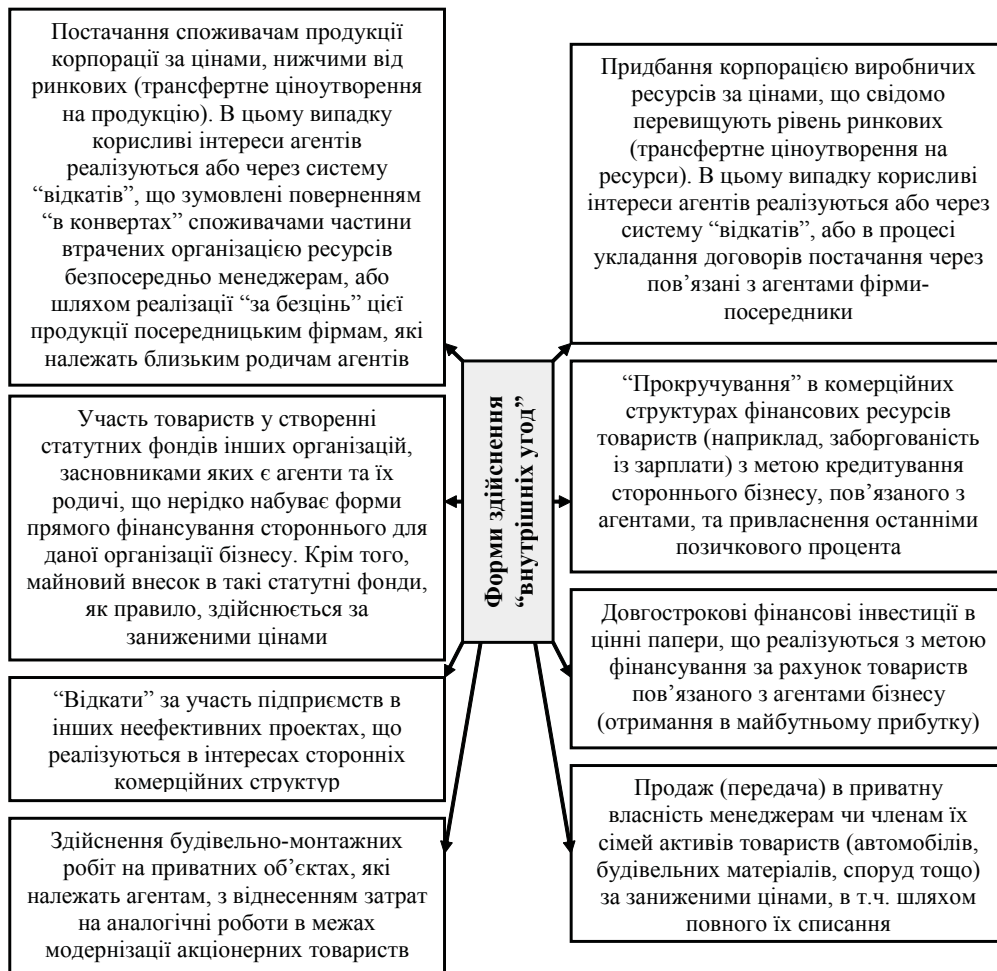 Постачання споживачам продукції
корпорації за цінами, нижчими від
ринкових (трансфертне ціноутворення
на продукцію). В цьому випадку
корисливі інтереси агентів
реалізуються або через систему
“відкатів”, що зумовлені поверненням
“в конвертах” споживачами частини
втрачених організацією ресурсів
безпосередньо менеджерам, або
шляхом реалізації “за безцінь” цієї
продукції посередницьким фірмам, які
належать близьким родичам агентів
Участь товариств у створенні
статутних фондів інших організацій,
засновниками яких є агенти та їх
родичі, що нерідко набуває форми
прямого фінансування стороннього для
даної організації бізнесу. Крім того,
майновий внесок в такі статутні фонди,
як правило, здійснюється за
заниженими цінами
“Відкати” за участь підприємств в
інших неефективних проектах, що
реалізуються в інтересах сторонніх
комерційних структур
Здійснення будівельно-монтажних
робіт на приватних об’єктах, які
належать агентам, з віднесенням затрат
на аналогічні роботи в межах
модернізації акціонерних товариств
Форми здійснення
“внутрішніх угод”
Придбання корпорацією виробничих
ресурсів за цінами, що свідомо
перевищують рівень ринкових
(трансфертне ціноутворення на
ресурси). В цьому випадку корисливі
інтереси агентів реалізуються або через
систему “відкатів”, або в процесі
укладання договорів постачання через
пов’язані з агентами фірми-
посередники
“Прокручування” в комерційних
структурах фінансових ресурсів
товариств (наприклад, заборгованість
із зарплати) з метою кредитування
стороннього бізнесу, пов’язаного з
агентами, та привласнення останніми
позичкового процента
Довгострокові фінансові інвестиції в
цінні папери, що реалізуються з метою
фінансування за рахунок товариств
пов’язаного з агентами бізнесу
(отримання в майбутньому прибутку)
Продаж (передача) в приватну
власність менеджерам чи членам їх
сімей активів товариств (автомобілів,
будівельних матеріалів, споруд тощо)
за заниженими цінами, в т.ч. шляхом
повного їх списання